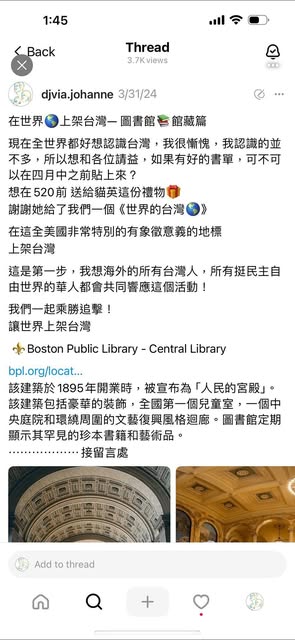 1:45
Back
Thread
3.7K views
djvia.johanne 3/31/24
在世界🌎上架台灣— 圖書館📚館藏篇
現在全世界都好想認識台灣，我很慚愧，我認識的並
不多，所以想和各位請益，如果有好的書單，可不可
以在四月中之前貼上來？
想在520前 送給貓英這份禮物🎁
謝謝她給了我們一個《世界的台灣🌎》
在這全美國非常特別的有象徵意義的地標
上架台灣
這是第一步，我想海外的所有台灣人，所有挺民主自
由世界的華人都會共同響應這個活動！
我們一起乘勝追擊！
讓世界上架台灣
⚜️Boston Public Library - Central Library
bpl.org/locat...
該建築於 1895 年開業時，被宣布為「人民的宮殿」。
該建築包括豪華的裝飾，全國第一個兒童室，一個中
央庭院和環繞周圍的文藝復興風格迴廊。圖書館定期
顯示其罕見的珍本書籍和藝術品。
………………接留言處
Add to thread